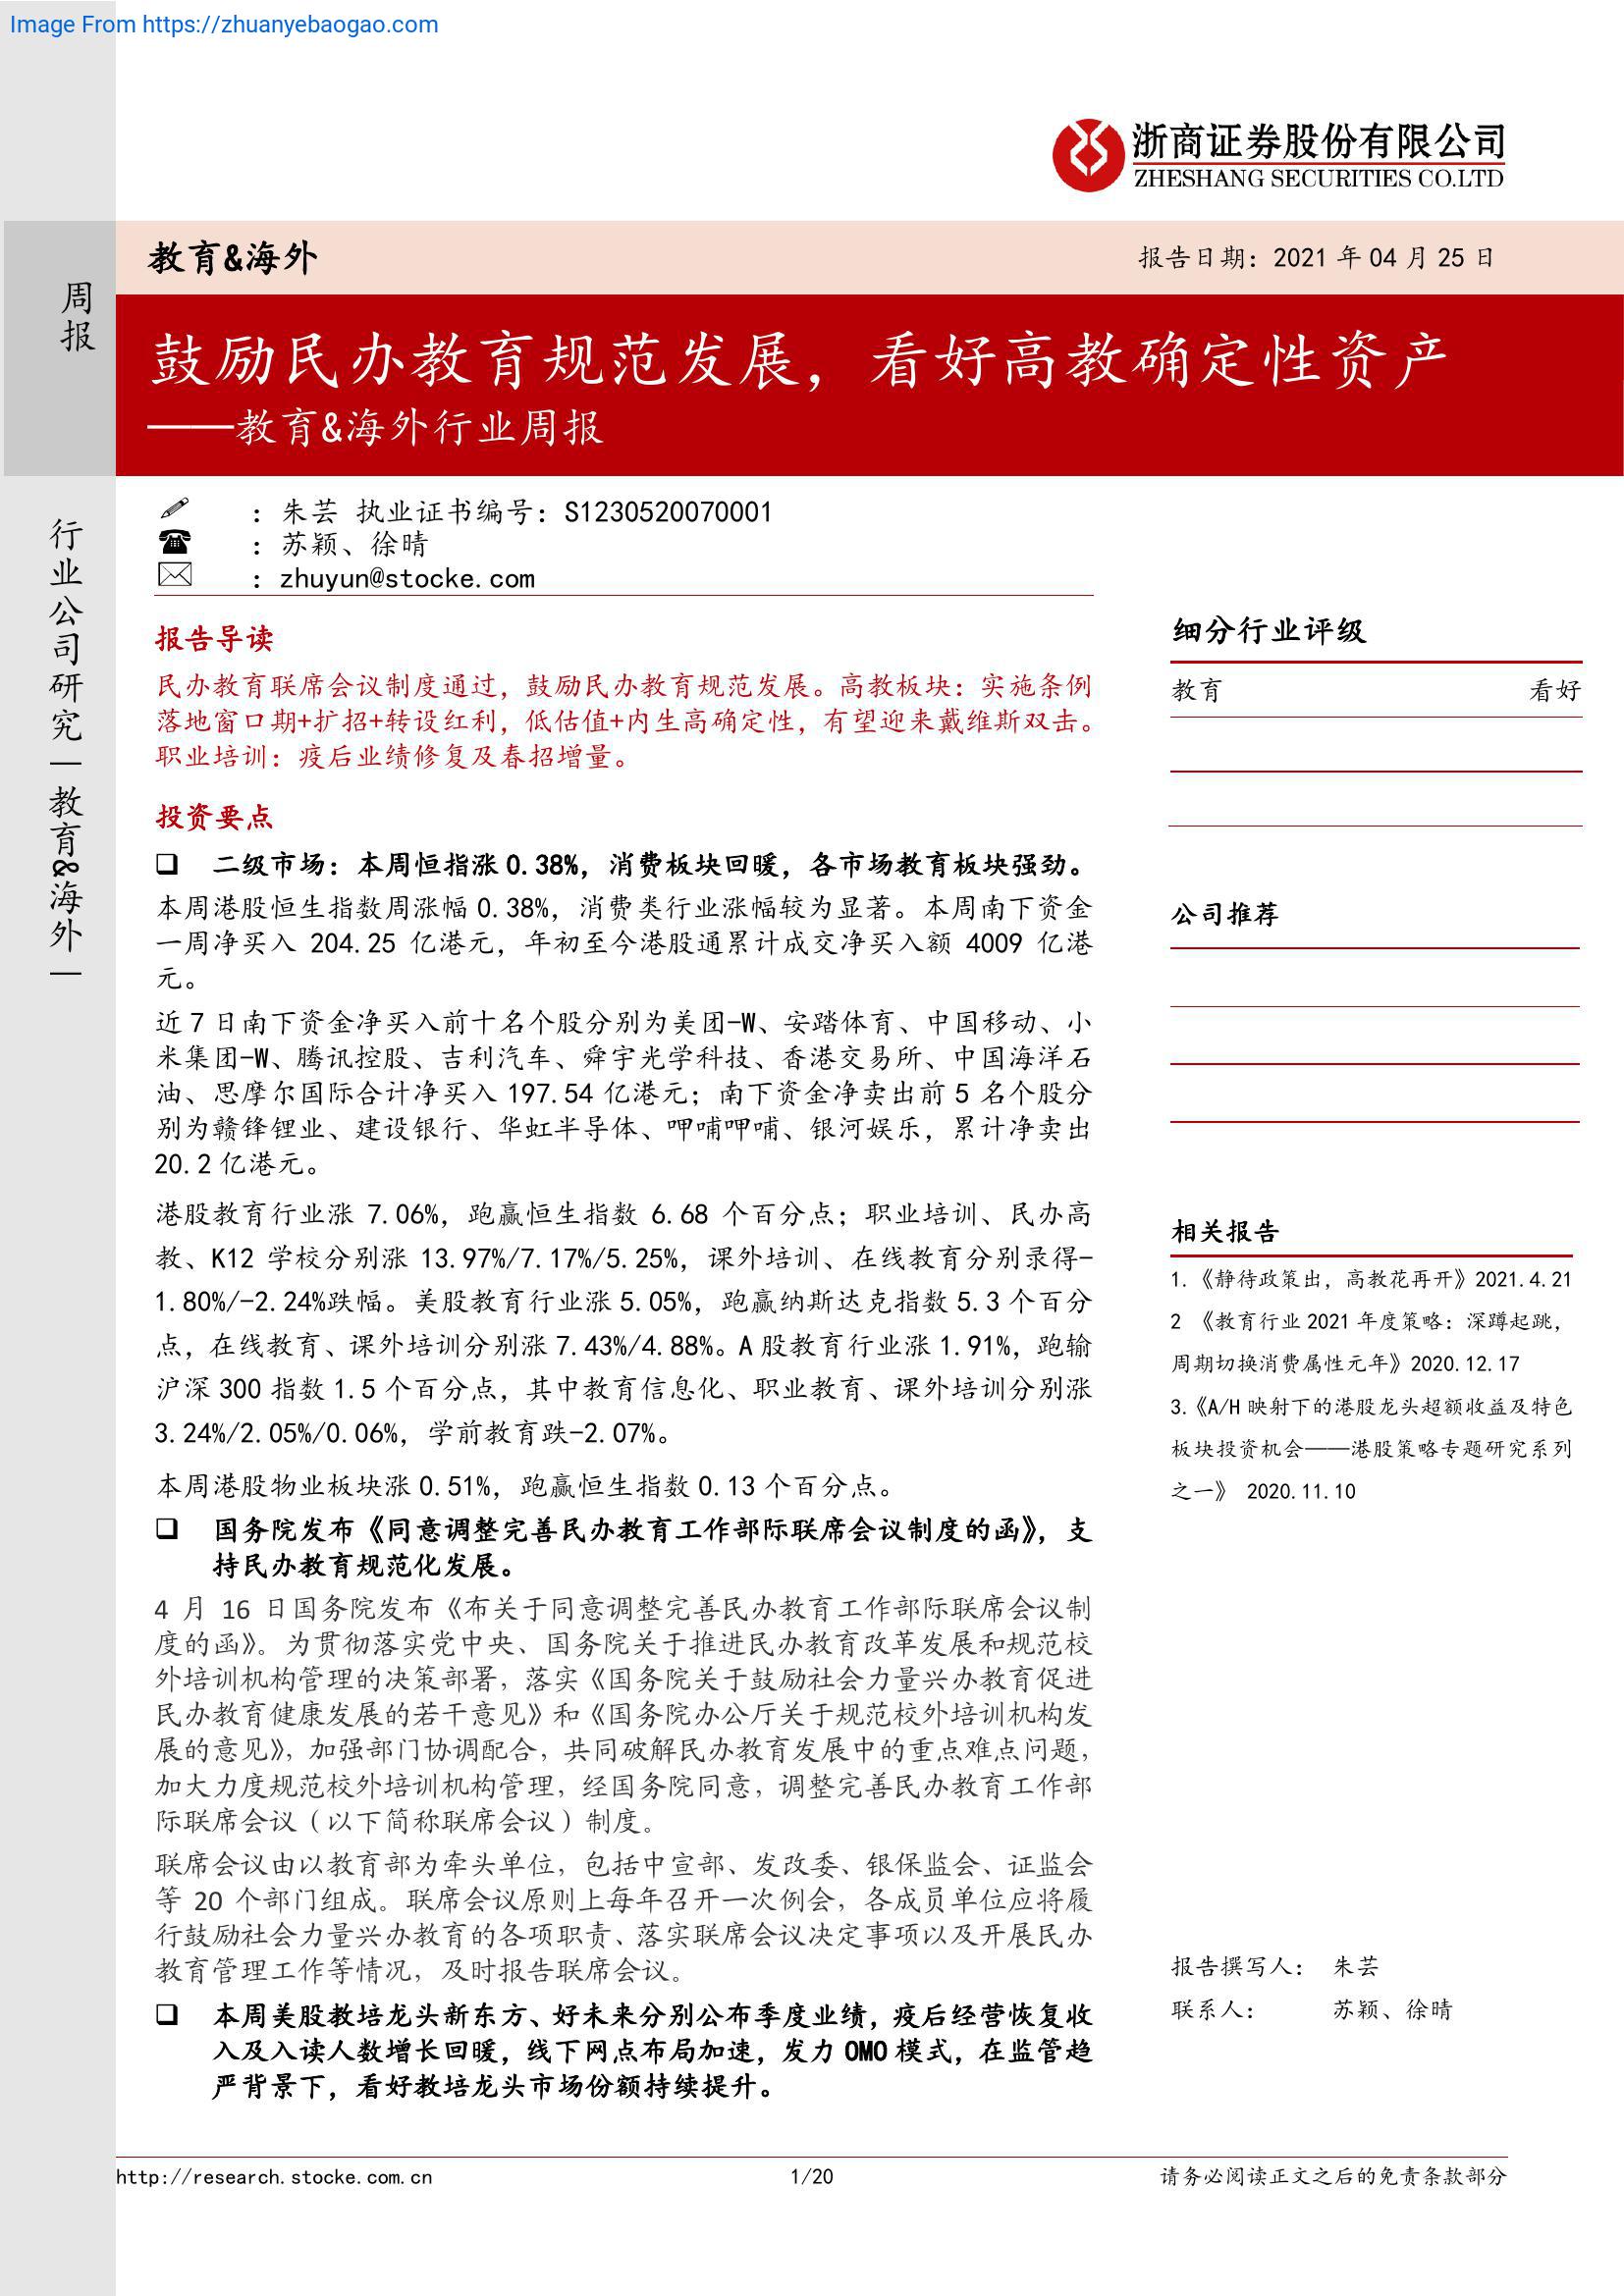 Image From https://zhuanyebaogao.com
浙商证券股份有限公司
ZHESHANG SECURITIES CO.LTD
周报
教育&海外
报告日期：2021 年 04 月 25 日
鼓励民办教育规范发展，看好高教确定性资产
——教育&海外行业周报
行业公司研究—教育&海外—
：朱芸 执业证书编号：S1230520070001
：苏颖、徐晴
：zhuyun@stocke.com
报告导读
民办教育联席会议制度通过，鼓励民办教育规范发展。高教板块：实施条例
落地窗口期+扩招+转设红利，低估值+内生高确定性，有望迎来戴维斯双击。
职业培训：疫后业绩修复及春招增量。
投资要点
❑ 二级市场：本周恒指涨 0.38%，消费板块回暖，各市场教育板块强劲。
本周港股恒生指数周涨幅 0.38%，消费类行业涨幅较为显著。本周南下资金
一周净买入 204.25 亿港元，年初至今港股通累计成交净买入额 4009 亿港
元。
近 7 日南下资金净买入前十名个股分别为美团-W、安踏体育、中国移动、小
米集团-W、腾讯控股、吉利汽车、舜宇光学科技、香港交易所、中国海洋石
油、思摩尔国际合计净买入 197.54 亿港元；南下资金净卖出前 5 名个股分
别为赣锋锂业、建设银行、华虹半导体、呷哺呷哺、银河娱乐，累计净卖出
20.2 亿港元。
港股教育行业涨 7.06%，跑赢恒生指数 6.68 个百分点；职业培训、民办高
教、K12 学校分别涨 13.97%/7.17%/5.25%，课外培训、在线教育分别录得-
1.80%/-2.24%跌幅。美股教育行业涨 5.05%，跑赢纳斯达克指数 5.3 个百分
点，在线教育、课外培训分别涨 7.43%/4.88%。A 股教育行业涨 1.91%，跑输
沪深 300 指数 1.5 个百分点，其中教育信息化、职业教育、课外培训分别涨
3.24%/2.05%/0.06%，学前教育跌-2.07%。
本周港股物业板块涨 0.51%，跑赢恒生指数 0.13 个百分点。
❑ 国务院发布《同意调整完善民办教育工作部际联席会议制度的函》，支
持民办教育规范化发展。
4 月 16 日国务院发布《布关于同意调整完善民办教育工作部际联席会议制
度的函》。为贯彻落实党中央、国务院关于推进民办教育改革发展和规范校
外培训机构管理的决策部署，落实《国务院关于鼓励社会力量兴办教育促进
民办教育健康发展的若干意见》和《国务院办公厅关于规范校外培训机构发
展的意见》，加强部门协调配合，共同破解民办教育发展中的重点难点问题，
加大力度规范校外培训机构管理，经国务院同意，调整完善民办教育工作部
际联席会议（以下简称联席会议）制度。
联席会议由以教育部为牵头单位，包括中宣部、发改委、银保监会、证监会
等 20 个部门组成。联席会议原则上每年召开一次例会，各成员单位应将履
行鼓励社会力量兴办教育的各项职责、落实联席会议决定事项以及开展民办
教育管理工作等情况，及时报告联席会议。
❑ 本周美股教培龙头新东方、好未来分别公布季度业绩，疫后经营恢复收
入及入读人数增长回暖，线下网点布局加速，发力 OMO 模式，在监管趋
严背景下，看好教培龙头市场份额持续提升。
细分行业评级
教育 看好
公司推荐
相关报告
1.《静待政策出，高教花再开》2021.4.21
2 《教育行业 2021 年度策略：深蹲起跳，
周期切换消费属性元年》2020.12.17
3.《A/H 映射下的港股龙头超额收益及特色
板块投资机会——港股策略专题研究系列
之一》 2020.11.10
报告撰写人： 朱芸
联系人： 苏颖、徐晴
http://research.stocke.com.cn
1/20
请务必阅读正文之后的免责条款部分